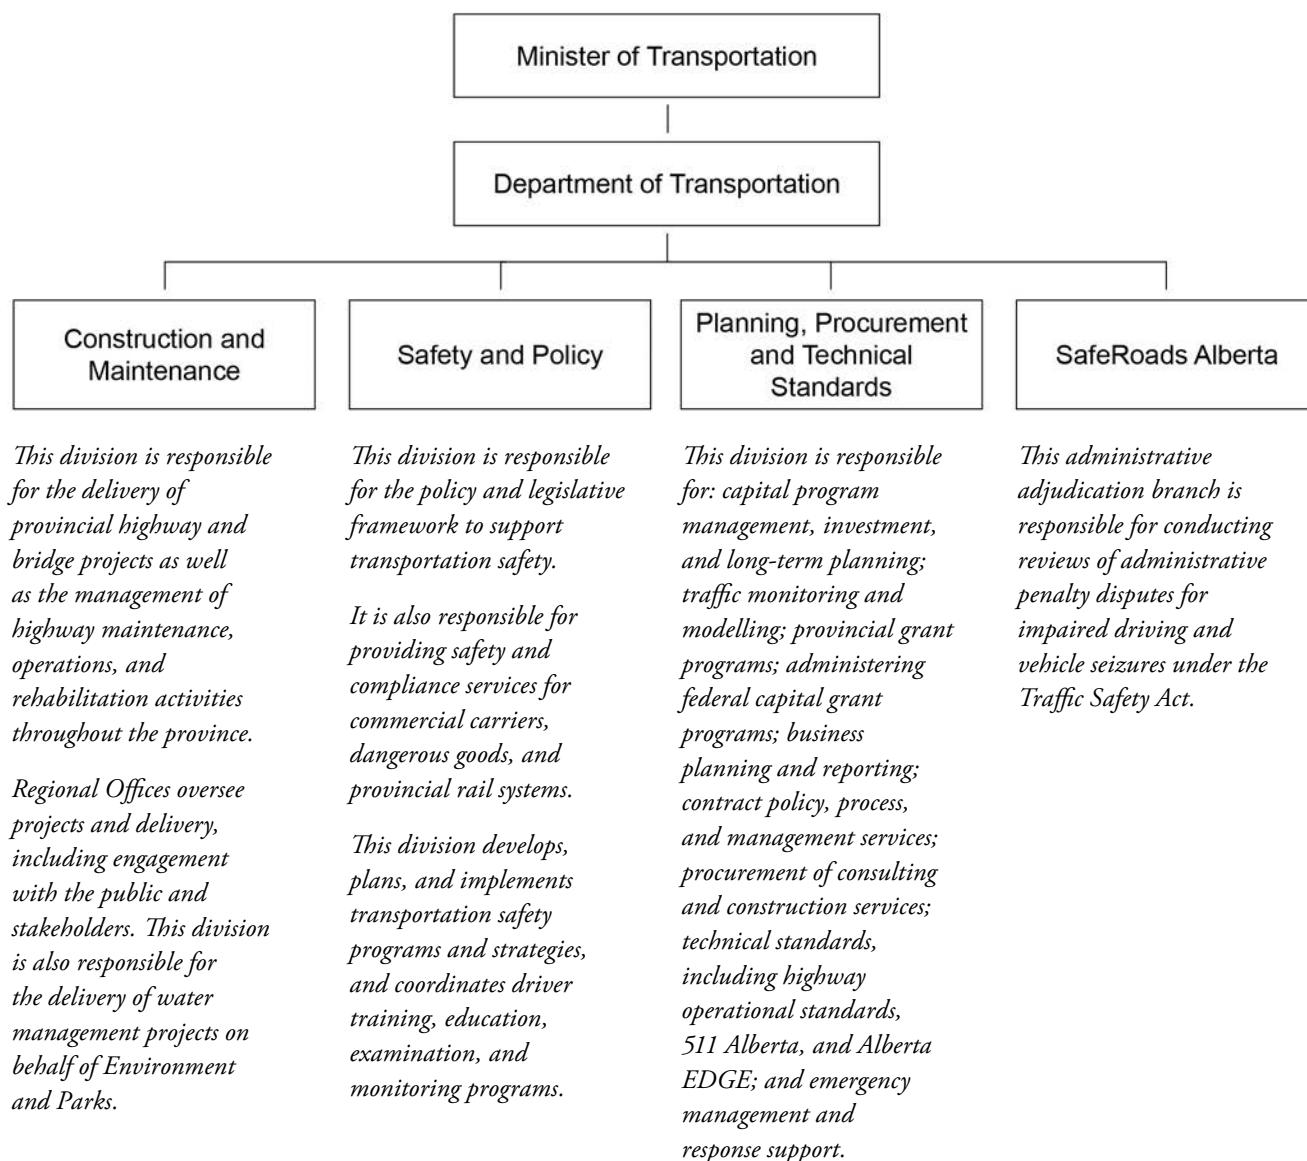 Minister of Transportation
Department of Transportation
Construction and
Maintenance
Safety and Policy
Planning, Procurement
and Technical
Standards
SafeRoads Alberta
This division is responsible
for the delivery of
provincial highway and
bridge projects as well
as the management of
highway maintenance,
operations, and
rehabilitation activities
throughout the province.
Regional Offices oversee
projects and delivery,
including engagement
with the public and
stakeholders. This division
is also responsible for
the delivery of water
management projects on
behalf of Environment
and Parks.
This division is responsible
for the policy and legislative
framework to support
transportation safety.
It is also responsible for
providing safety and
compliance services for
commercial carriers,
dangerous goods, and
provincial rail systems.
This division develops,
plans, and implements
transportation safety
programs and strategies,
and coordinates driver
training, education,
examination, and
monitoring programs.
This division is responsible
for: capital program
management, investment,
and long-term planning;
traffic monitoring and
modelling; provincial grant
programs; administering
federal capital grant
programs; business
planning and reporting;
contract policy, process,
and management services;
procurement of consulting
and construction services;
technical standards,
including highway
operational standards,
511 Alberta, and Alberta
EDGE; and emergency
management and
response support.
This administrative
adjudication branch is
responsible for conducting
reviews of administrative
penalty disputes for
impaired driving and
vehicle seizures under the
Traffic Safety Act.